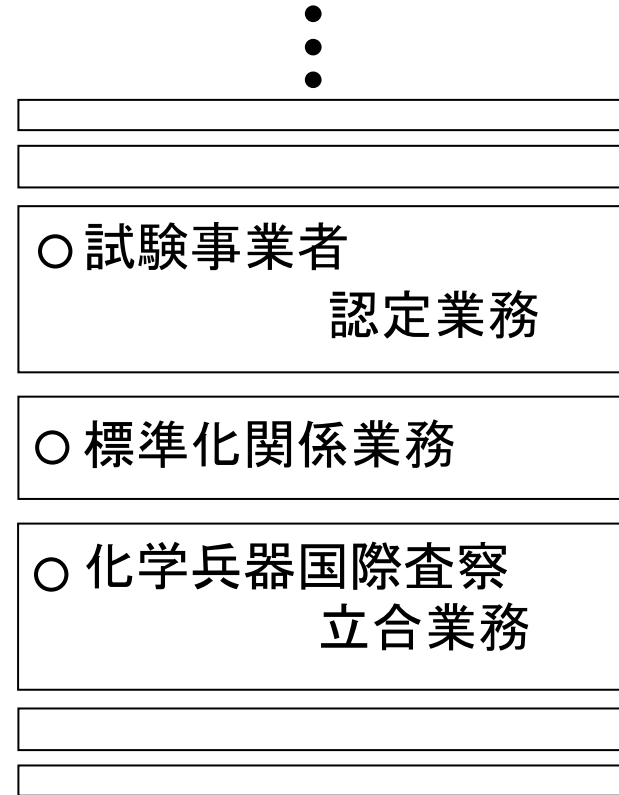 ○試験事業者
認定業務
○標準化関係業務
○化学兵器国際査察
立合業務